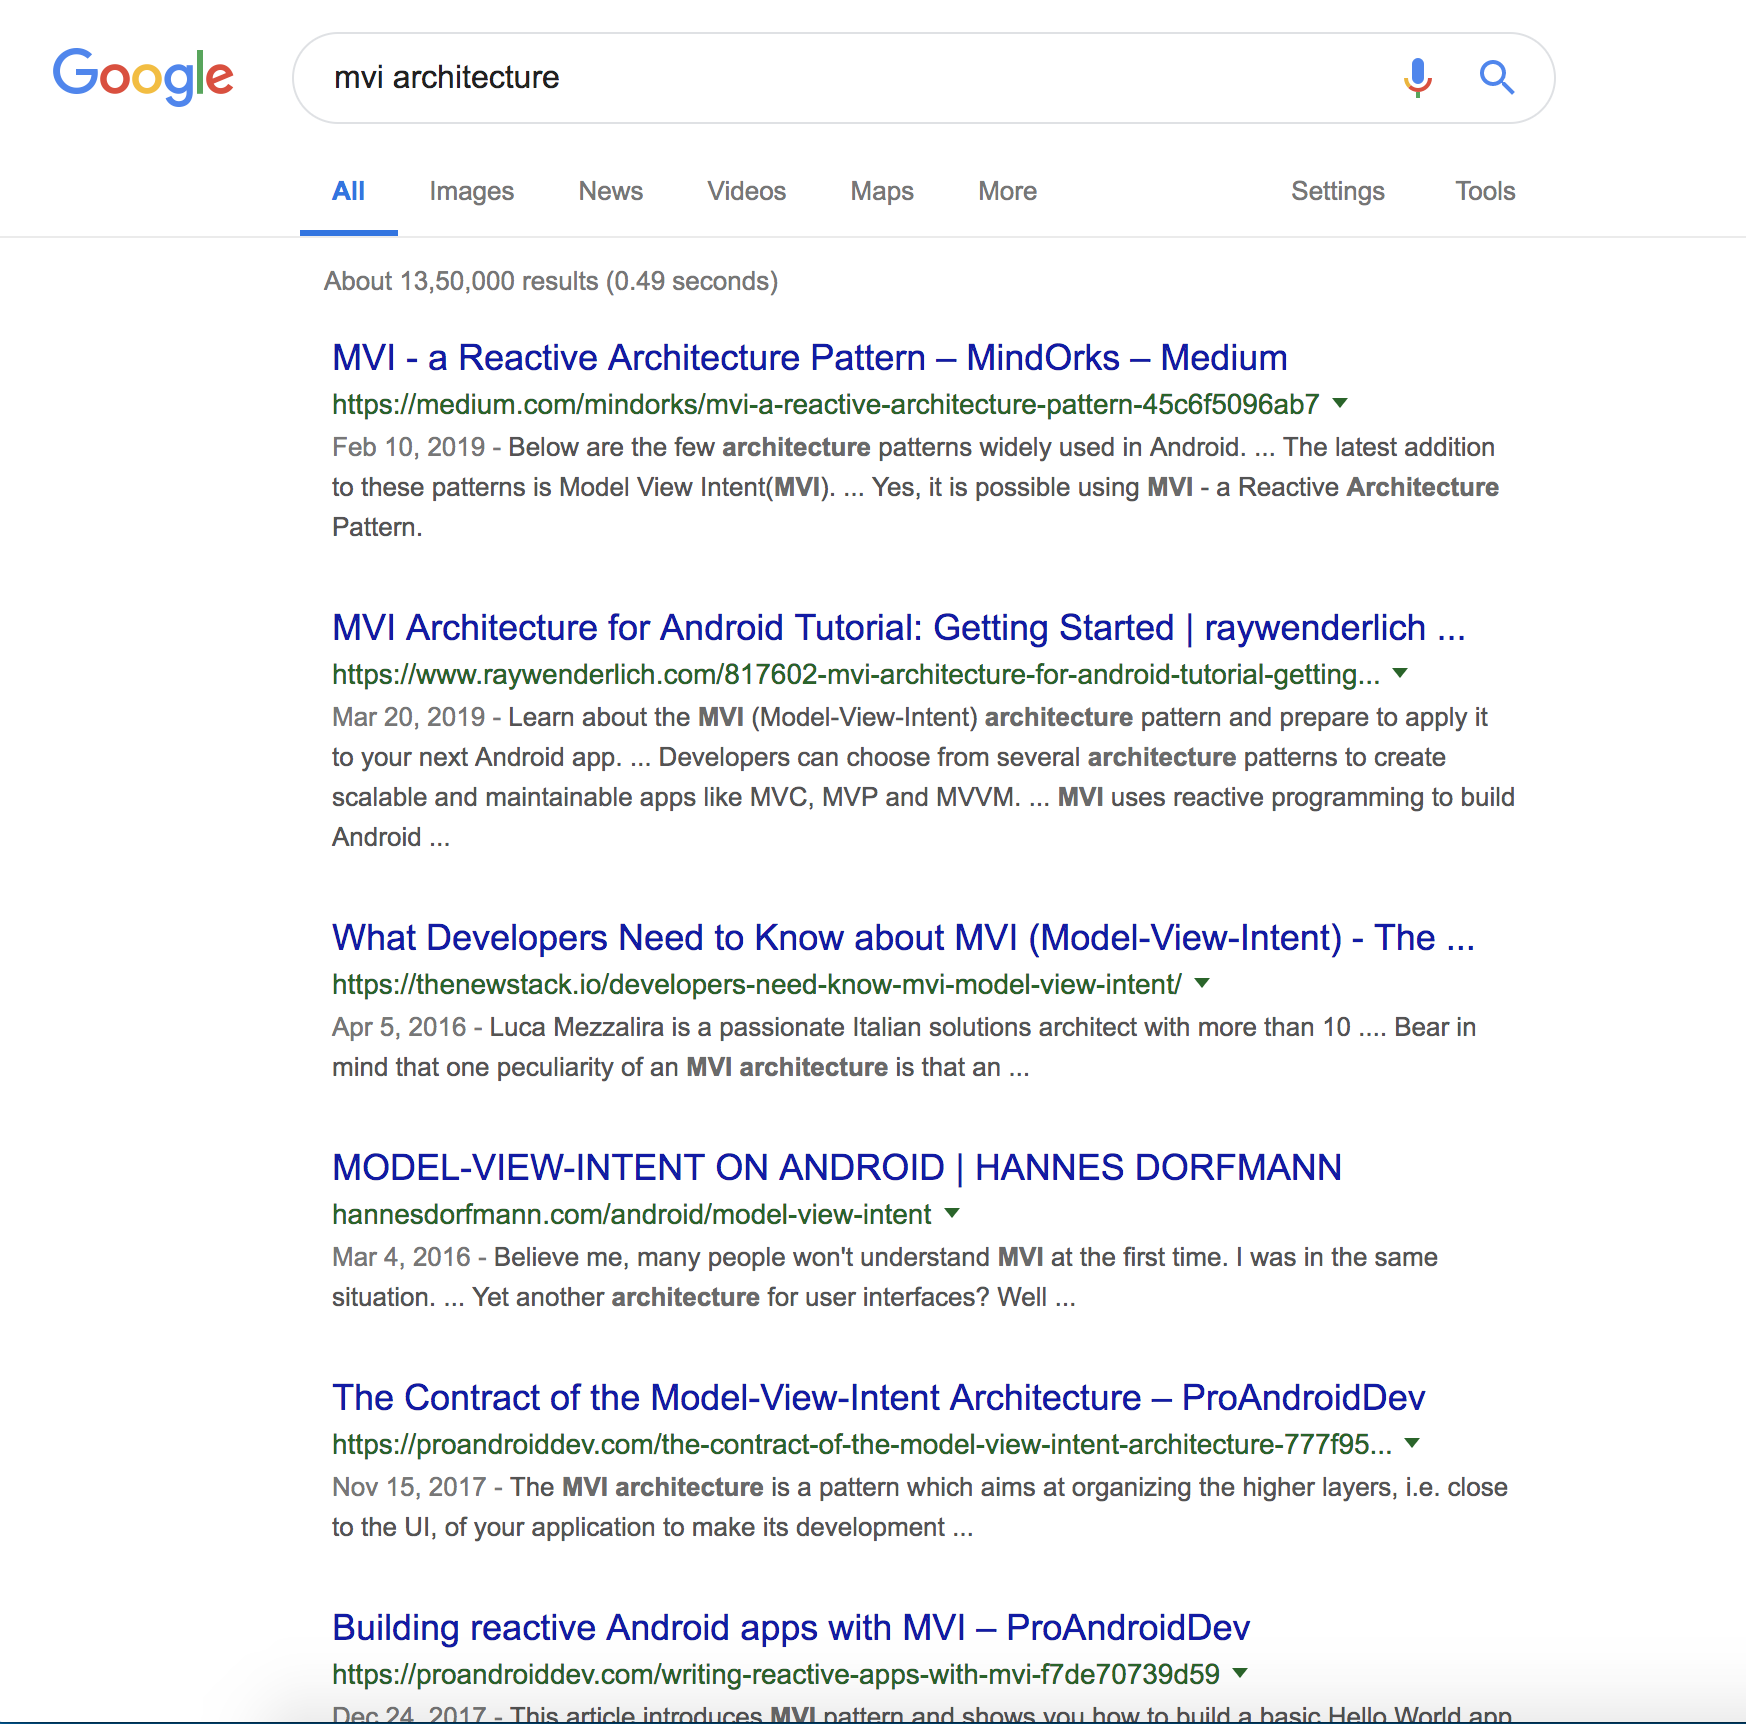 Google
mvi architecture
All Images News Videos Maps More Settings Tools
About 13,50,000 results (0.49 seconds)
MVI - a Reactive Architecture Pattern – MindOrks – Medium
https://medium.com/mindorks/mvi-a-reactive-architecture-pattern-45c6f5096ab7
Feb 10, 2019 - Below are the few architecture patterns widely used in Android. ... The latest addition
to these patterns is Model View Intent(MVI). ... Yes, it is possible using MVI - a Reactive Architecture
Pattern.
MVI Architecture for Android Tutorial: Getting Started | raywenderlich ...
https://www.raywenderlich.com/817602-mvi-architecture-for-android-tutorial-getting...
Mar 20, 2019 - Learn about the MVI (Model-View-Intent) architecture pattern and prepare to apply it
to your next Android app. ... Developers can choose from several architecture patterns to create
scalable and maintainable apps like MVC, MVP and MVVM. ... MVI uses reactive programming to build
Android ...
What Developers Need to Know about MVI (Model-View-Intent) - The ...
https://thenewstack.io/developers-need-know-mvi-model-view-intent/
Apr 5, 2016 - Luca Mezzalira is a passionate Italian solutions architect with more than 10 .... Bear in
mind that one peculiarity of an MVI architecture is that an ...
MODEL-VIEW-INTENT ON ANDROID | HANNES DORFMANN
hannesdorfmann.com/android/model-view-intent
Mar 4, 2016 - Believe me, many people won't understand MVI at the first time. I was in the same
situation. ... Yet another architecture for user interfaces? Well ...
The Contract of the Model-View-Intent Architecture – ProAndroidDev
https://proandroiddev.com/the-contract-of-the-model-view-intent-architecture-777f95...
Nov 15, 2017 - The MVI architecture is a pattern which aims at organizing the higher layers, i.e. close
to the UI, of your application to make its development ...
Building reactive Android apps with MVI – ProAndroidDev
https://proandroiddev.com/writing-reactive-apps-with-mvi-f7de70739d59
Dec 24, 2017 - This article introduces MVI pattern and shows you how to build a basic Hello World app